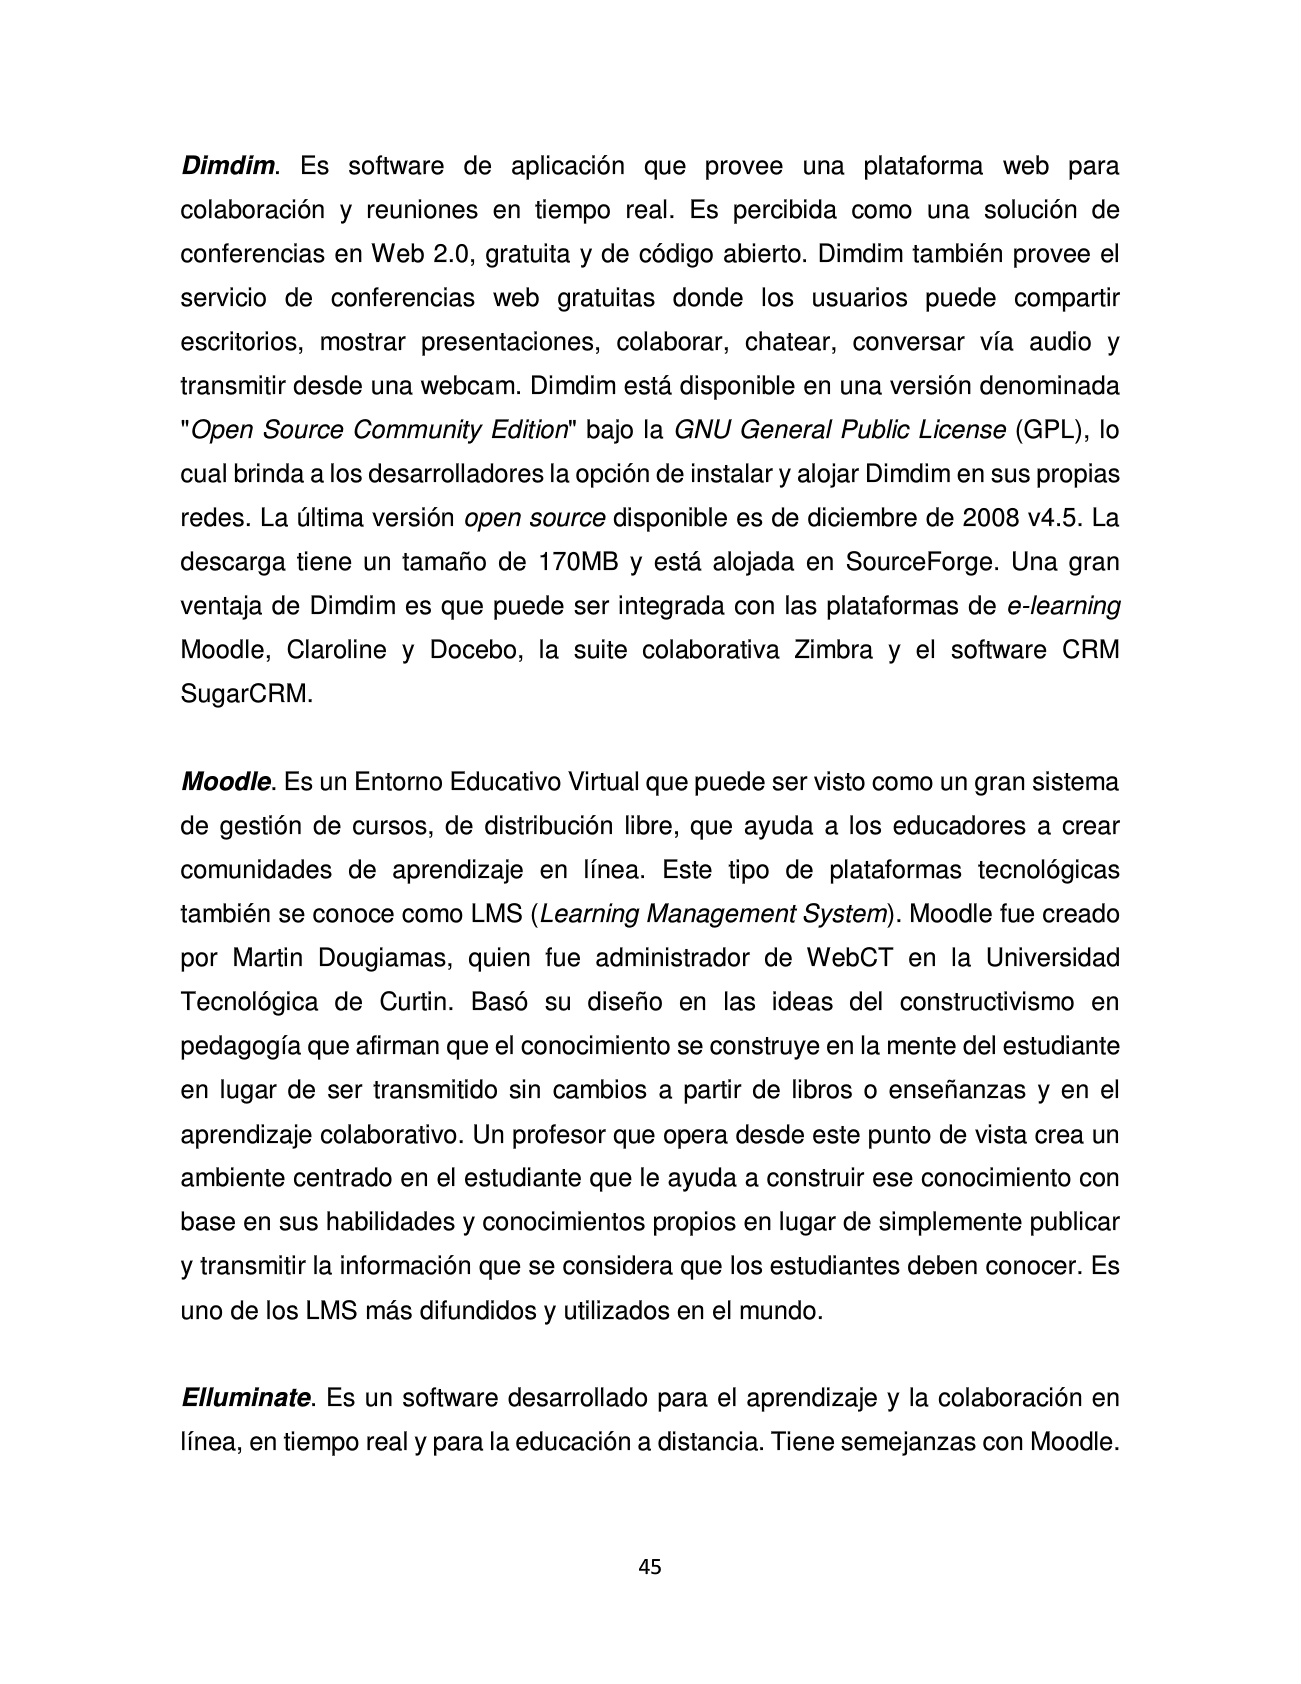 Dimdim. Es software de aplicación que provee una plataforma web para
colaboración y reuniones en tiempo real. Es percibida como una solución de
conferencias en Web 2.0, gratuita y de código abierto. Dimdim también provee el
servicio de conferencias web gratuitas donde los usuarios puede compartir
escritorios, mostrar presentaciones, colaborar, chatear, conversar vía audio y
transmitir desde una webcam. Dimdim está disponible en una versión denominada
"Open Source Community Edition" bajo la GNU General Public License (GPL), lo
cual brinda a los desarrolladores la opción de instalar y alojar Dimdim en sus propias
redes. La última versión open source disponible es de diciembre de 2008 v4.5. La
descarga tiene un tamaño de 170MB y está alojada en SourceForge. Una gran
ventaja de Dimdim es que puede ser integrada con las plataformas de e-learning
Moodle, Claroline y Docebo, la suite colaborativa Zimbra y el software CRM
SugarCRM.
Moodle. Es un Entorno Educativo Virtual que puede ser visto como un gran sistema
de gestión de cursos, de distribución libre, que ayuda a los educadores a crear
comunidades de aprendizaje en línea. Este tipo de plataformas tecnológicas
también se conoce como LMS (Learning Management System). Moodle fue creado
por Martin Dougiamas, quien fue administrador de WebCT en la Universidad
Tecnológica de Curtin. Basó su diseño en las ideas del constructivismo en
pedagogía que afirman que el conocimiento se construye en la mente del estudiante
en lugar de ser transmitido sin cambios a partir de libros o enseñanzas y en el
aprendizaje colaborativo. Un profesor que opera desde este punto de vista crea un
ambiente centrado en el estudiante que le ayuda a construir ese conocimiento con
base en sus habilidades y conocimientos propios en lugar de simplemente publicar
y transmitir la información que se considera que los estudiantes deben conocer. Es
uno de los LMS más difundidos y utilizados en el mundo.
Elluminate. Es un software desarrollado para el aprendizaje y la colaboración en
línea, en tiempo real y para la educación a distancia. Tiene semejanzas con Moodle.
45